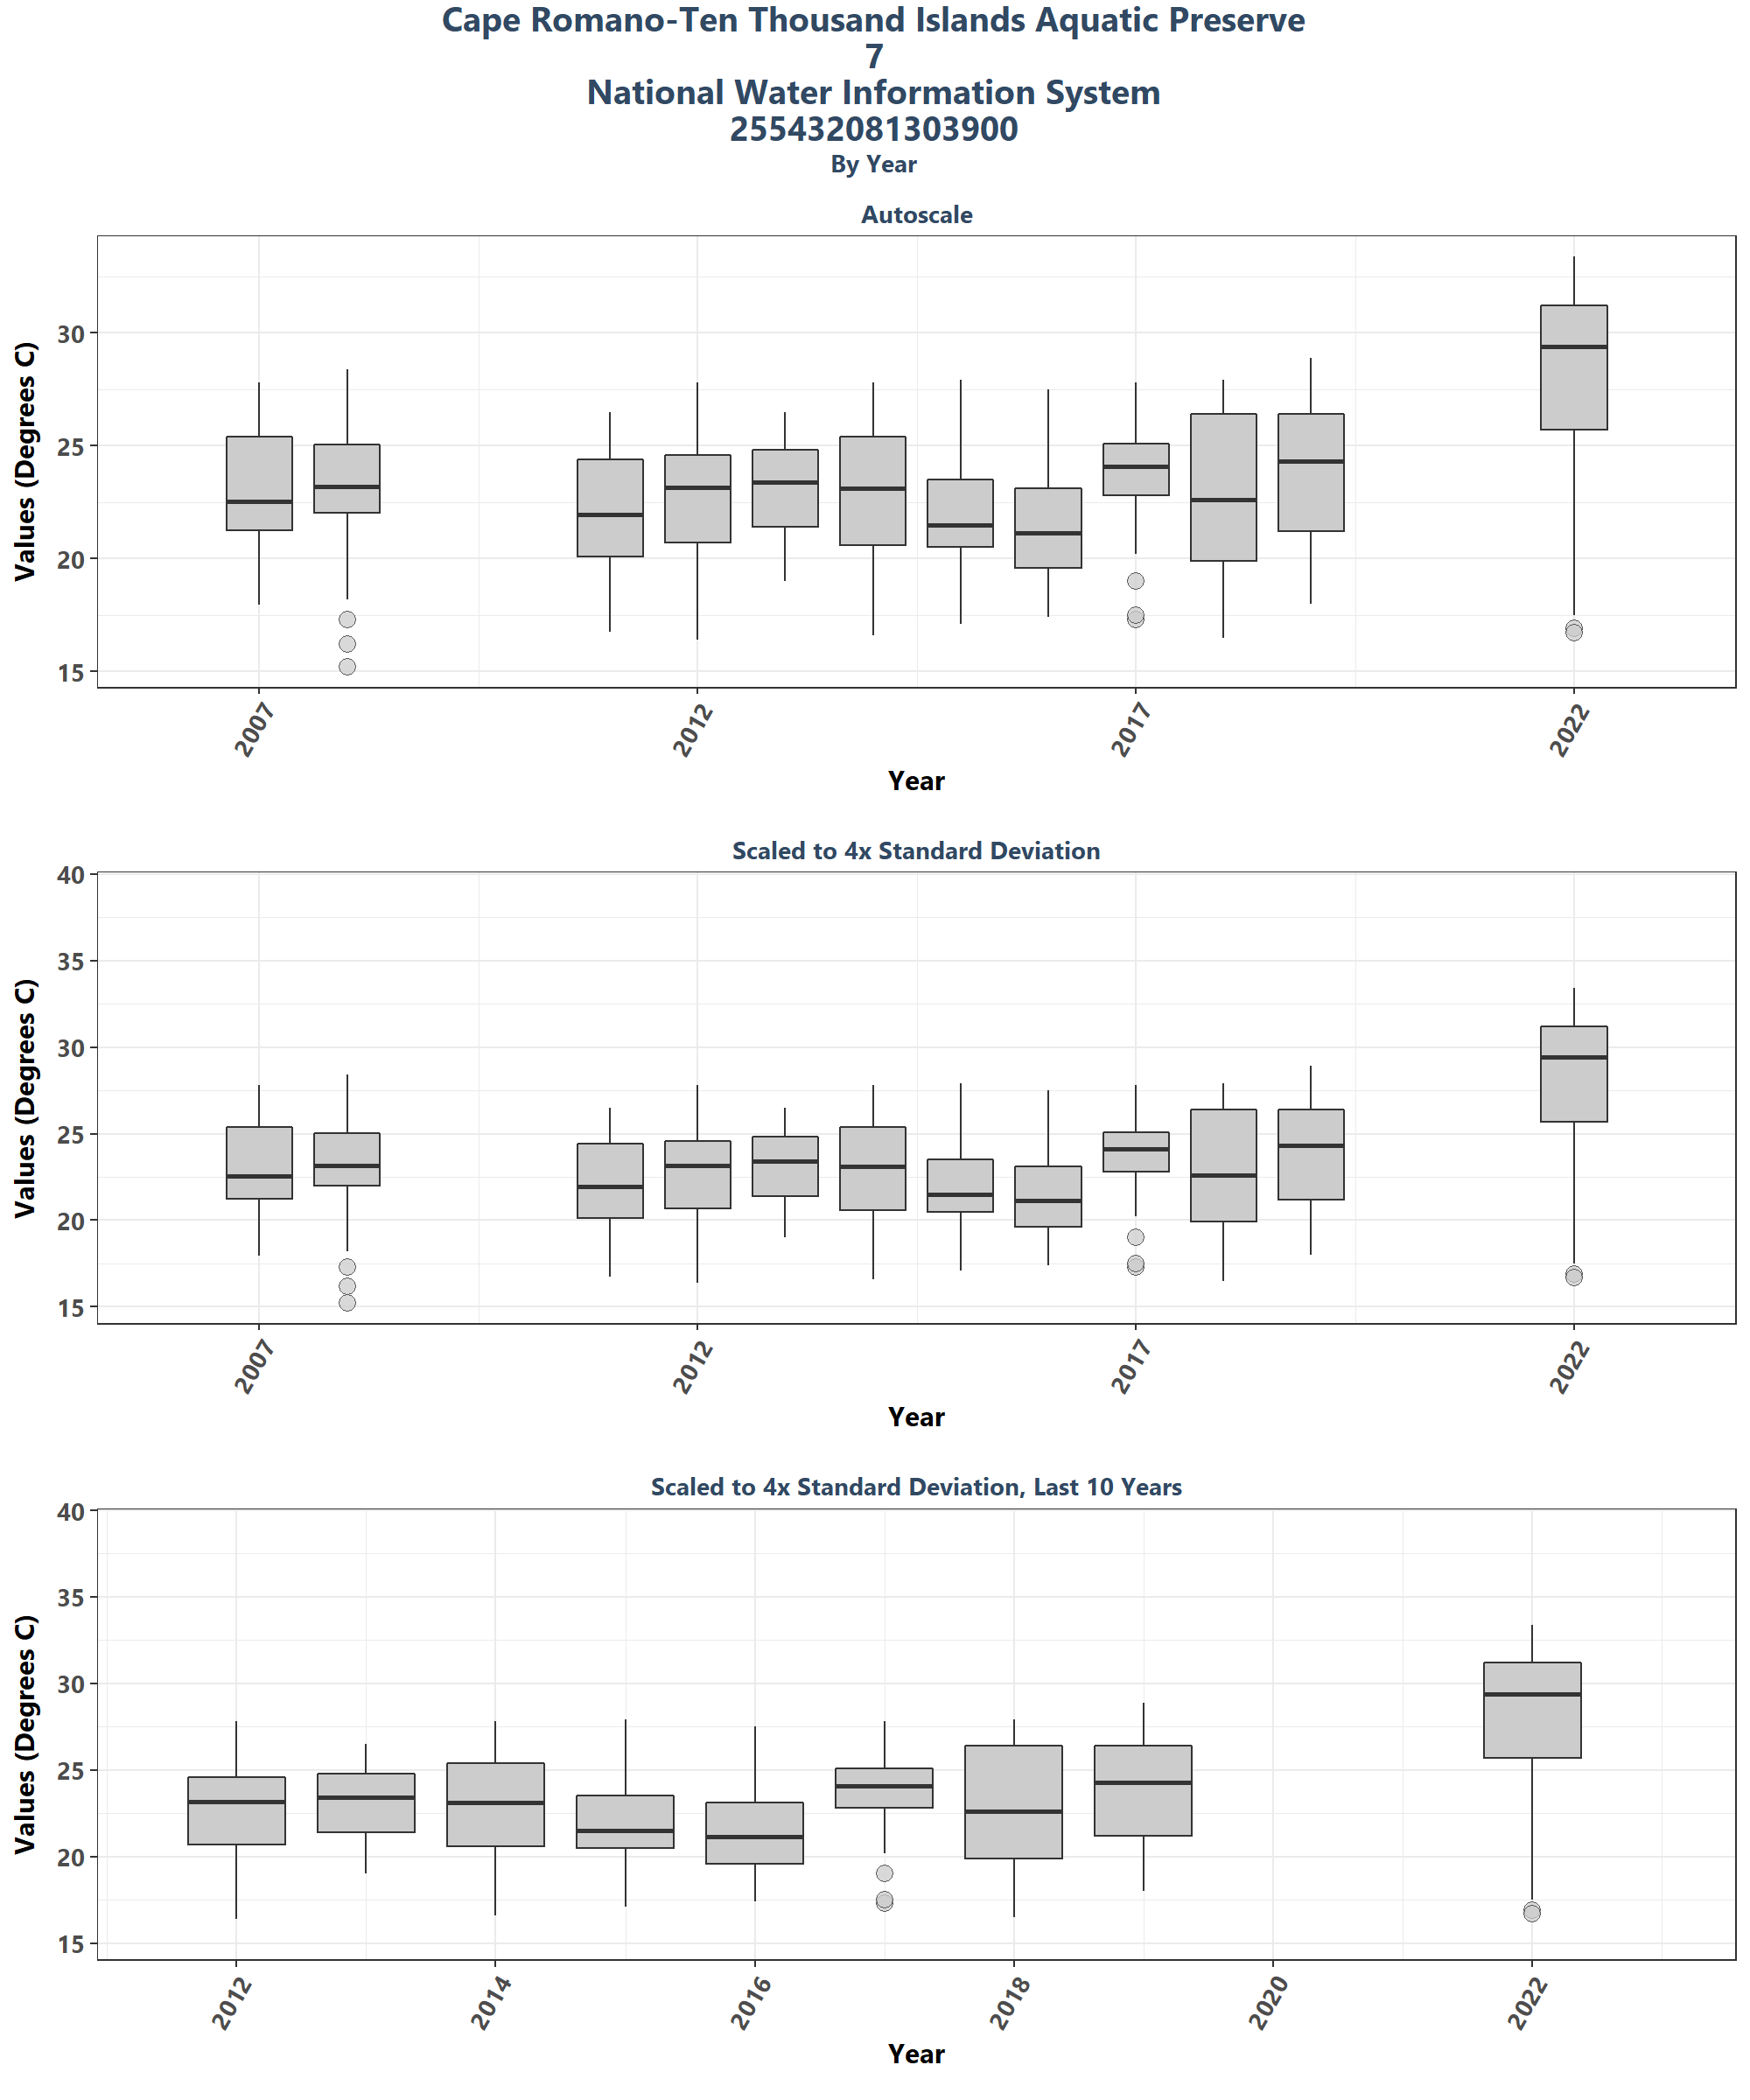 Cape Romano-Ten Thousand Islands Aquatic Preserve
7
National Water Information System
255432081303900
By Year
Autoscale
Values (Degrees C)
30
25
20
15
2007
2012
2017
2022
Year
Scaled to 4x Standard Deviation
Values (Degrees C)
40
35
30
25
20
15
2007
2012
2017
2022
Year
Scaled to 4x Standard Deviation, Last 10 Years
Values (Degrees C)
40
35
30
25
20
15
2012
2014
2016
2018
2020
2022
Year